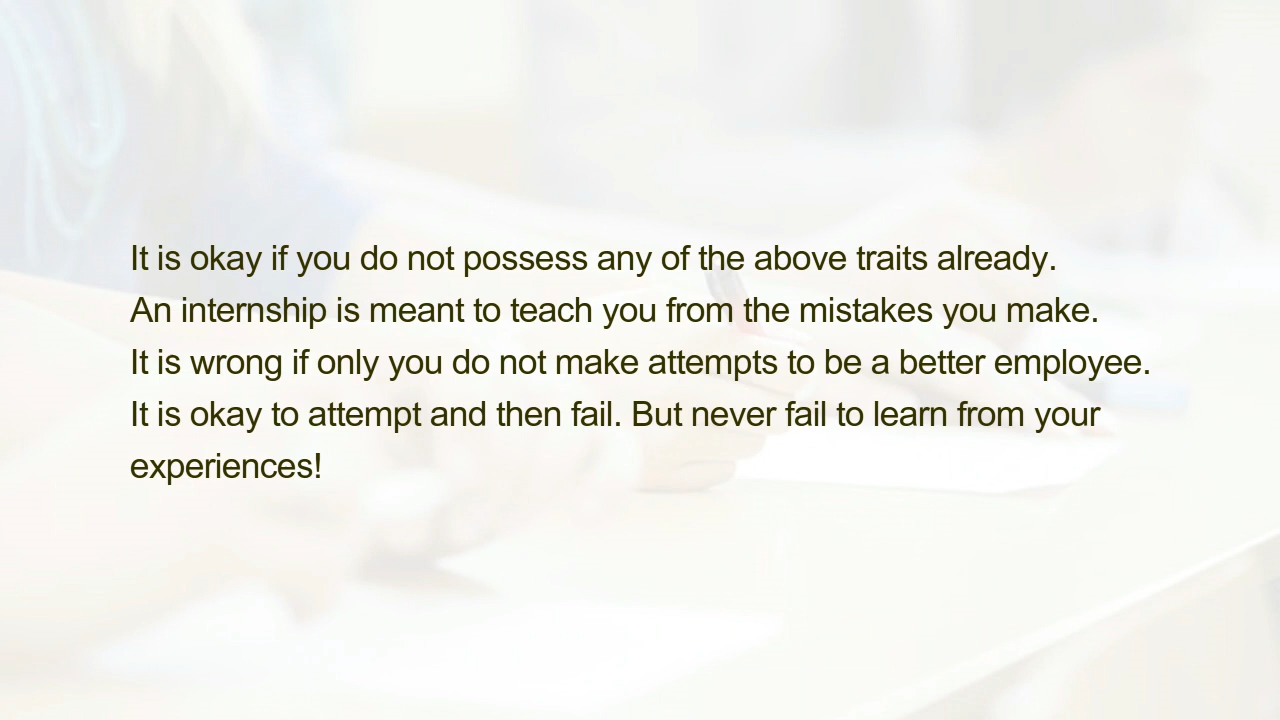 It is okay if you do not possess any of the above traits already.
An internship is meant to teach you from the mistakes you make.
It is wrong if only you do not make attempts to be a better employee.
It is okay to attempt and then fail. But never fail to learn from your
experiences!